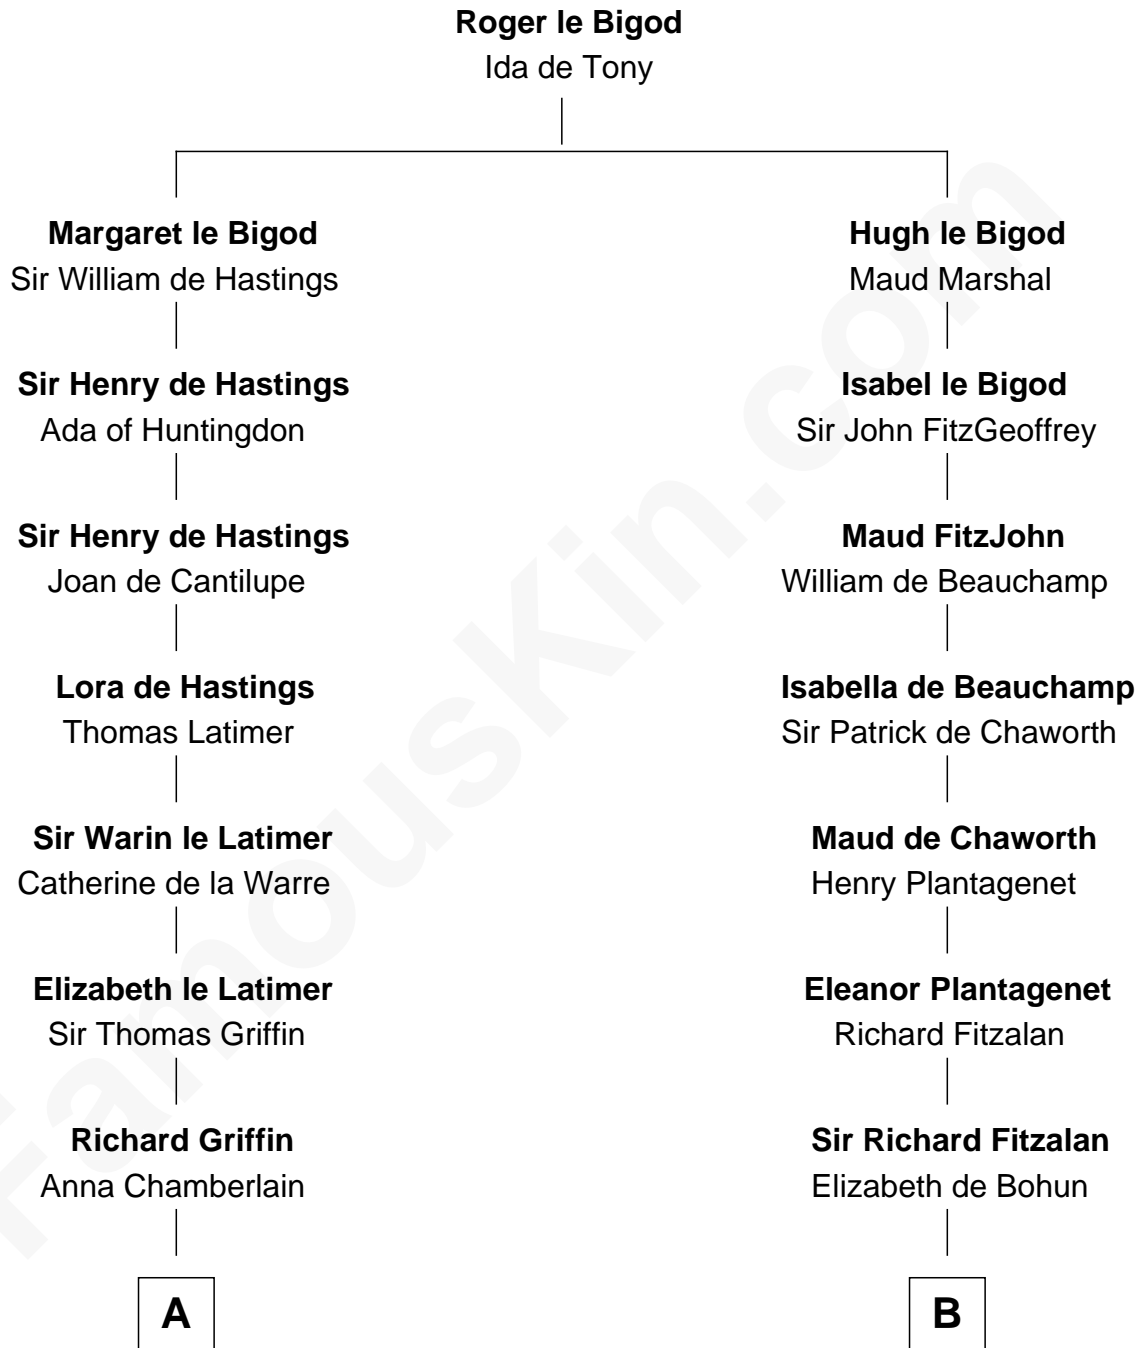 Roger le Bigod
Ida de Tony
Margaret le Bigod
Sir William de Hastings
Hugh le Bigod
Maud Marshal
Sir Henry de Hastings
Ada of Huntingdon
Isabel le Bigod
Sir John FitzGeoffrey
Sir Henry de Hastings
Joan de Cantilupe
Maud FitzJohn
William de Beauchamp
Lora de Hastings
Thomas Latimer
Isabella de Beauchamp
Sir Patrick de Chaworth
Sir Warin le Latimer
Catherine de la Warre
Maud de Chaworth
Henry Plantagenet
Elizabeth le Latimer
Sir Thomas Griffin
Eleanor Plantagenet
Richard Fitzalan
Richard Griffin
Anna Chamberlain
Sir Richard Fitzalan
Elizabeth de Bohun
A
B
FamousKin.com